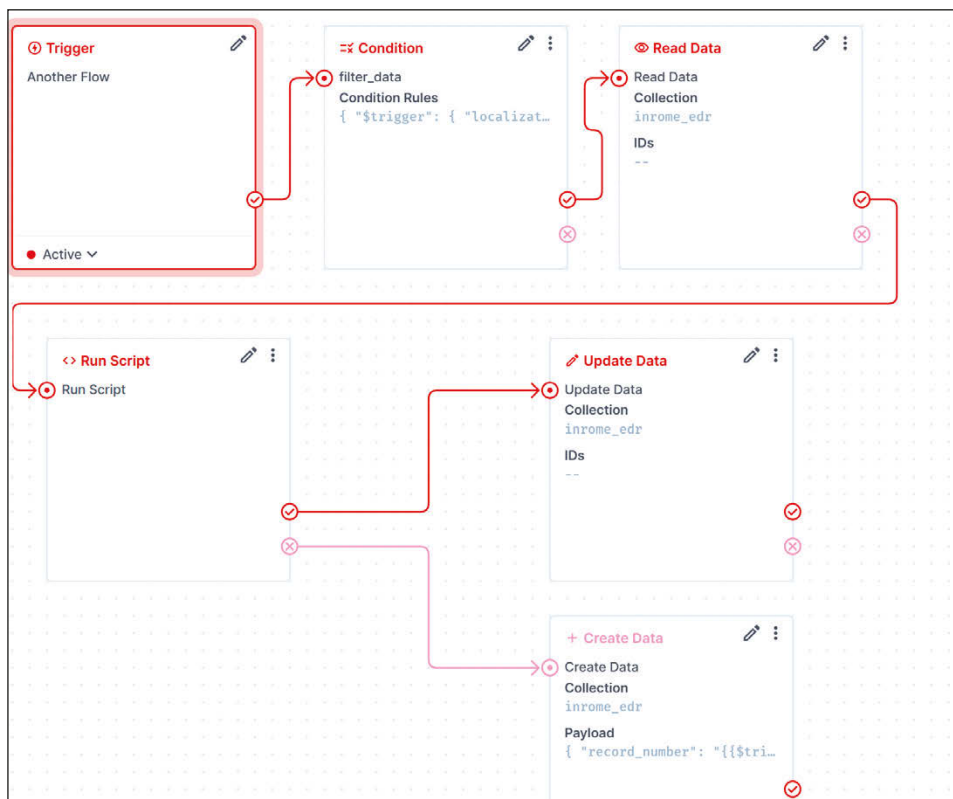 Trigger
Another Flow
Active
Condition
filter_data
Condition Rules
{ "$trigger": { "localizat…
Read Data
Read Data
Collection
inrome_edr
IDs
--
Run Script
Run Script
Update Data
Update Data
Collection
inrome_edr
IDs
--
Create Data
Create Data
Collection
inrome_edr
Payload
{ "record_number": "{{$tri…